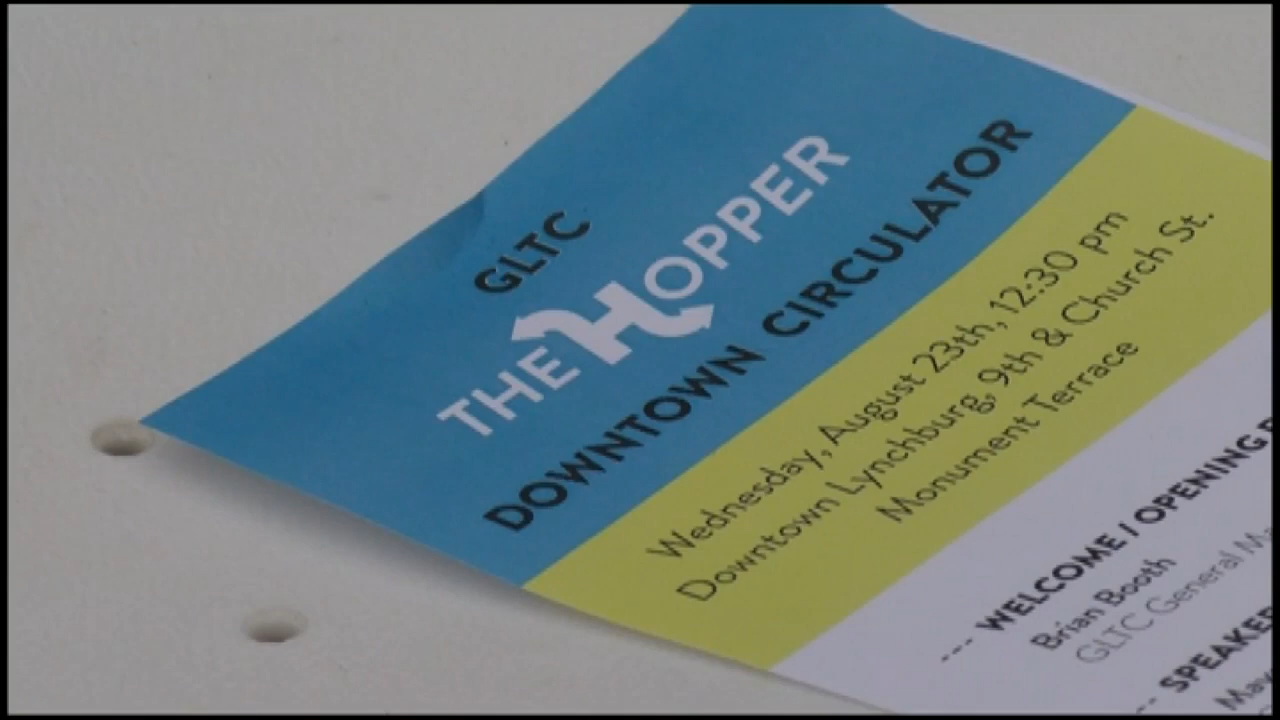 GLTC
THE HOPPER
DOWNTOWN CIRCULATOR
Wednesday, August 23th, 12:30 pm
Downtown Lynchburg, 9th & Church St.
Monument Terrace
--- WELCOME / OPENING
Brian Booth
GLTC General
-- SPEAKER